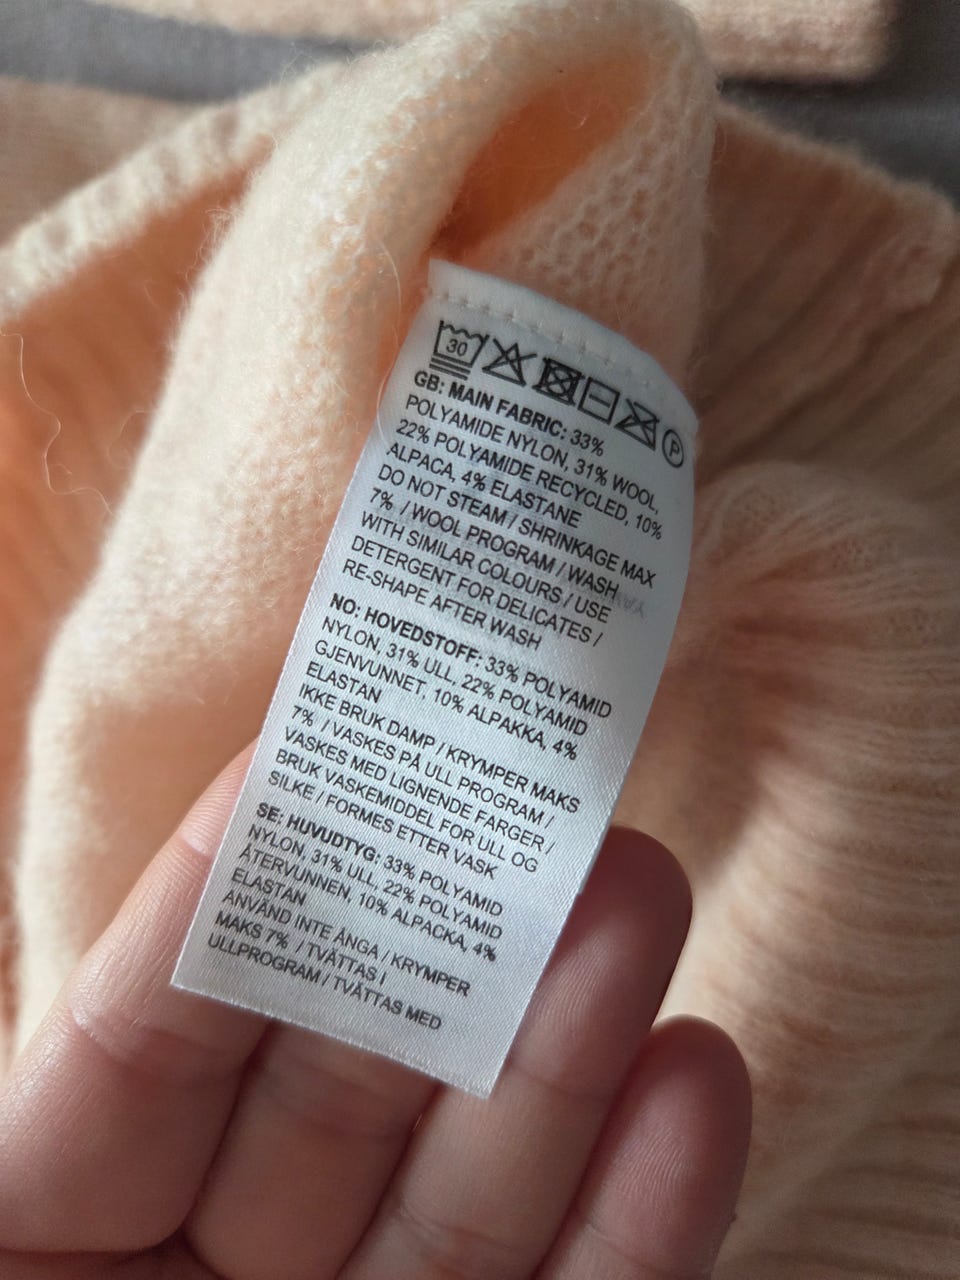 30
P
GB: MAIN FABRIC: 33%
POLYAMIDE NYLON, 31% WOOL,
22% POLYAMIDE RECYCLED, 10%
ALPACA, 4% ELASTANE
DO NOT STEAM / SHRINKAGE MAX
7% / WOOL PROGRAM / WASH
WITH SIMILAR COLOURS / USE
DETERGENT FOR DELICATES /
RE-SHAPE AFTER WASH
NO: HOVEDSTOFF: 33% POLYAMID
NYLON, 31% ULL, 22% POLYAMID
GJENVUNNET, 10% ALPAKKA, 4%
ELASTAN
IKKE BRUK DAMP / KRYMPER MAKS
7% / VASKES PÅ ULL PROGRAM /
VASKES MED LIGNENDE FARGER /
BRUK VASKEMIDDEL FOR ULL OG
SILKE / FORMES ETTER VASK
SE: HUVUDTYG: 33% POLYAMID
NYLON, 31% ULL, 22% POLYAMID
ÅTERVUNNEN, 10% ALPACKA, 4%
ELASTAN
ANVÄND INTE ÅNGA / KRYMPER
MAKS 7% / TVÄTTAS I
ULLPROGRAM / TVÄTTAS MED